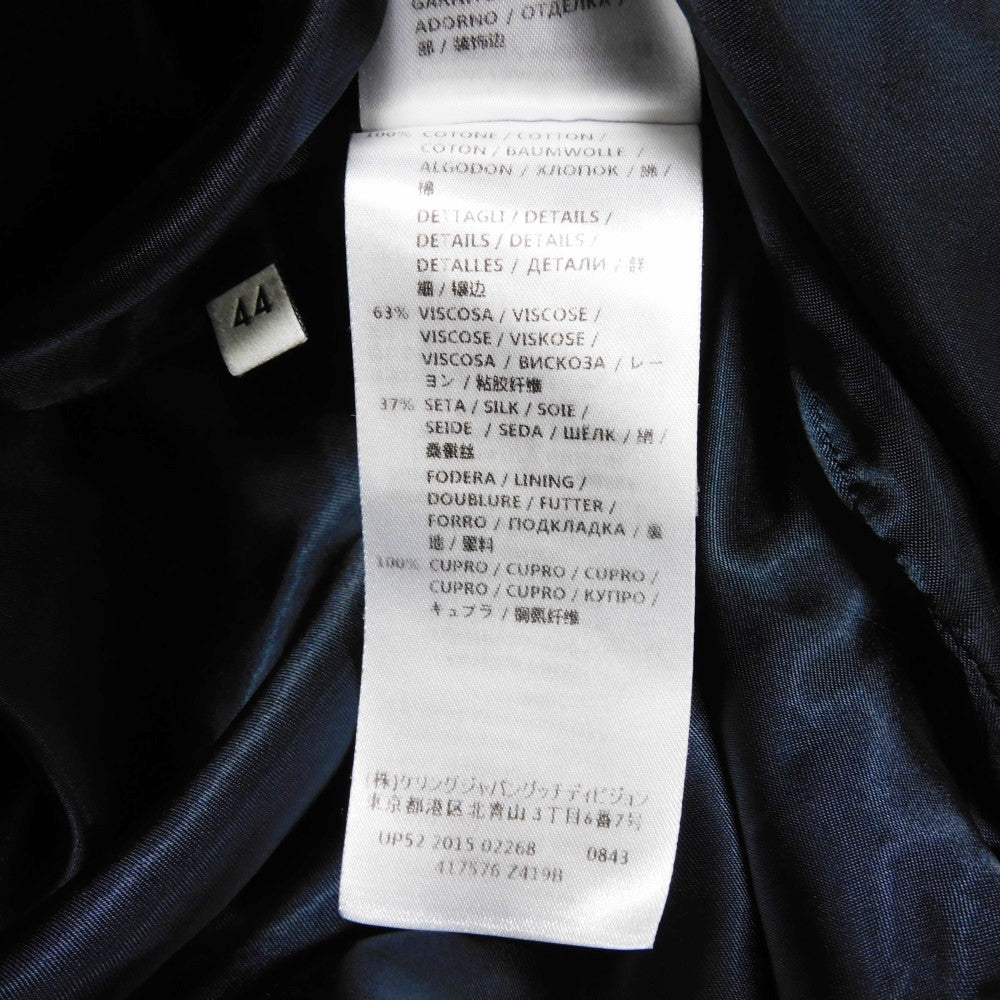 ADORNO / ОТДЕЛКА /
部 / 装饰边
100% COTONE / COTTON /
COTON / BAUMWOLLE /
ALGODON / ХЛОПОК / 綿 /
棉
DETTAGLI / DETAILS /
DETAILS / DETAILS /
DETALLES / ДЕТАЛИ / 詳
細 / 镶边
63% VISCOSA / VISCOSE /
VISCOSE / VISKOSE /
VISCOSA / ВИСКОЗА / レー
ヨン / 粘胶纤维
37% SETA / SILK / SOIE /
SEIDE / SEDA / ШЁЛК / 絹 /
桑蚕丝
FODERA / LINING /
DOUBLURE / FUTTER /
FORRO / ПОДКЛАДКА / 裏
地 / 里料
100% CUPRO / CUPRO / CUPRO /
CUPRO / CUPRO / КУПРО /
キュプラ / 铜氨纤维
(株)ケリングジャパングッチディビジョン
東京都港区北青山3丁目6番7号
UP52 2015 02268 0843
417576 Z419B
44